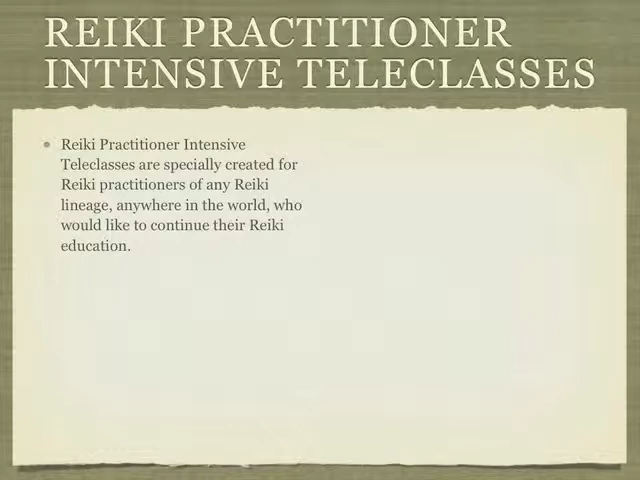 REIKI PRACTITIONER
INTENSIVE TELECLASSES
Reiki Practitioner Intensive
Teleclasses are specially created for
Reiki practitioners of any Reiki
lineage, anywhere in the world, who
would like to continue their Reiki
education.